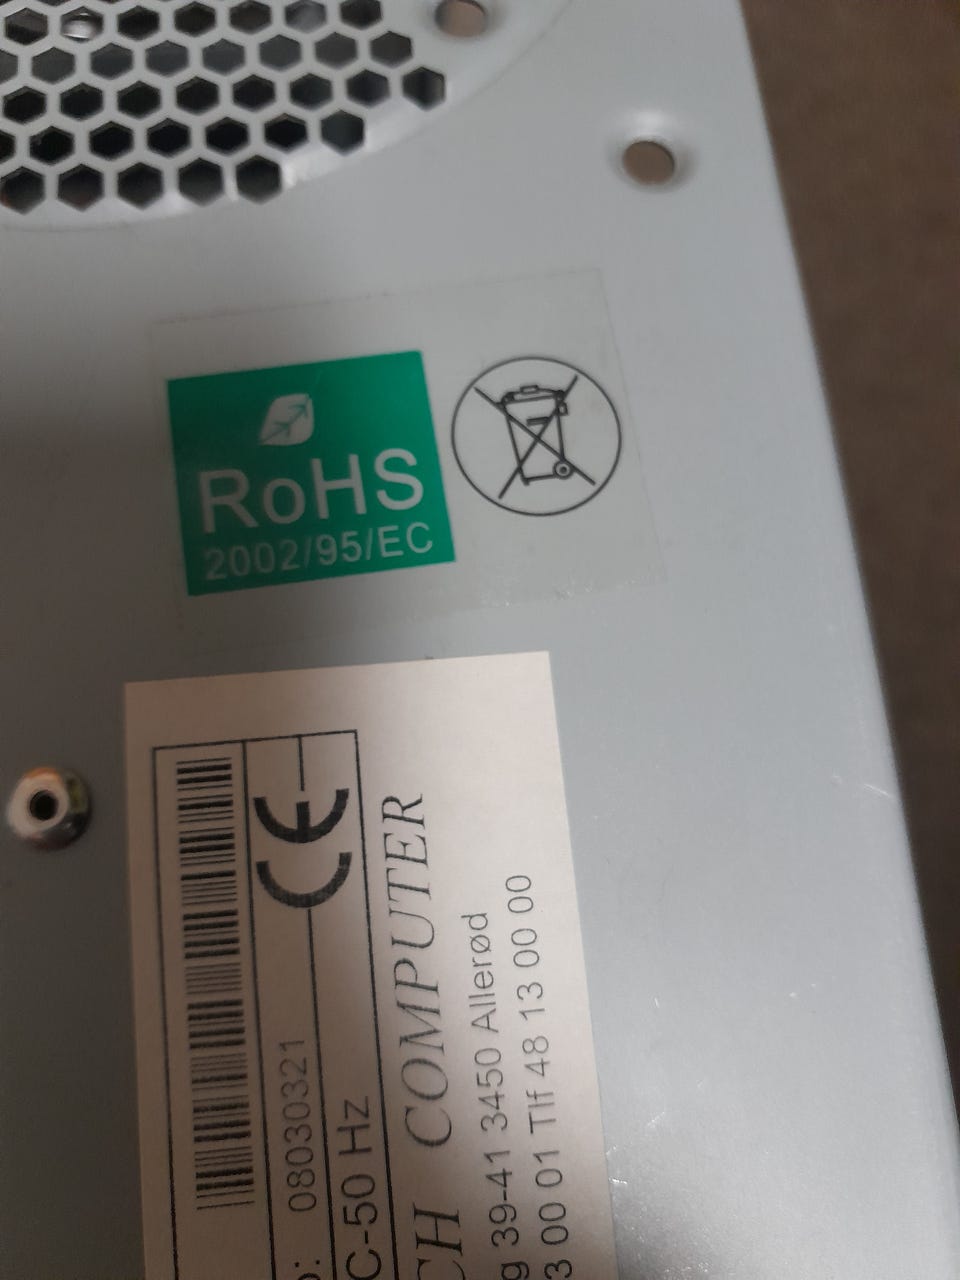 RoHS
2002/95/EC
CE
08030321
C-50 Hz
CH COMPUTER
g 39-41 3450 Allerød
3 00 01 Tlf 48 13 00 00